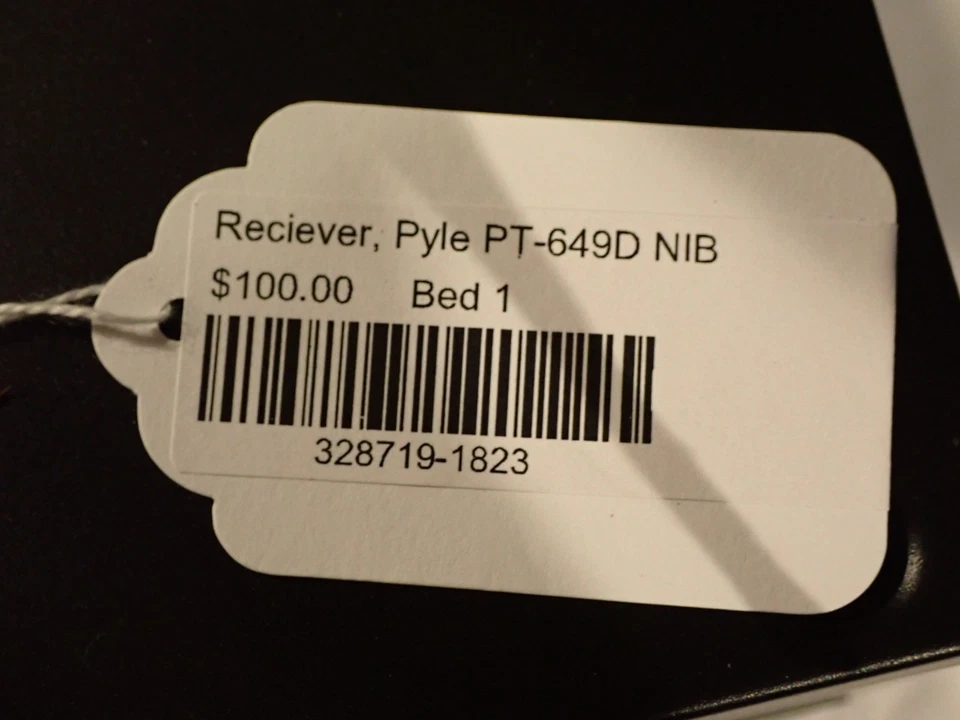 Reciever, Pyle PT-649D NIB
$100.00 Bed 1
328719-1823